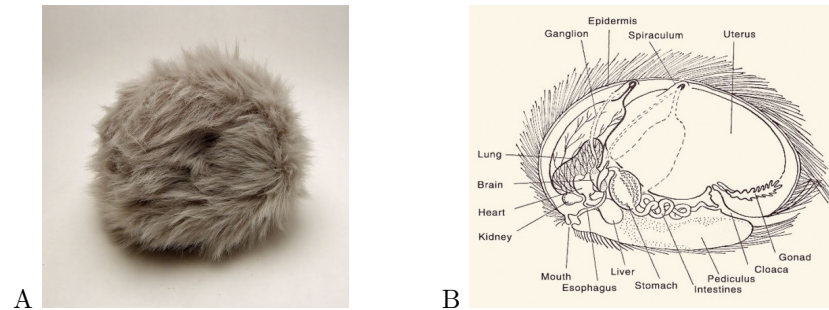 Epidermis
Ganglion Spiraculum Uterus
Lung
Brain
Heart
Kidney
Mouth
Esophagus
Liver
Stomach
Intestines
Pediculus
Cloaca
Gonad
A B